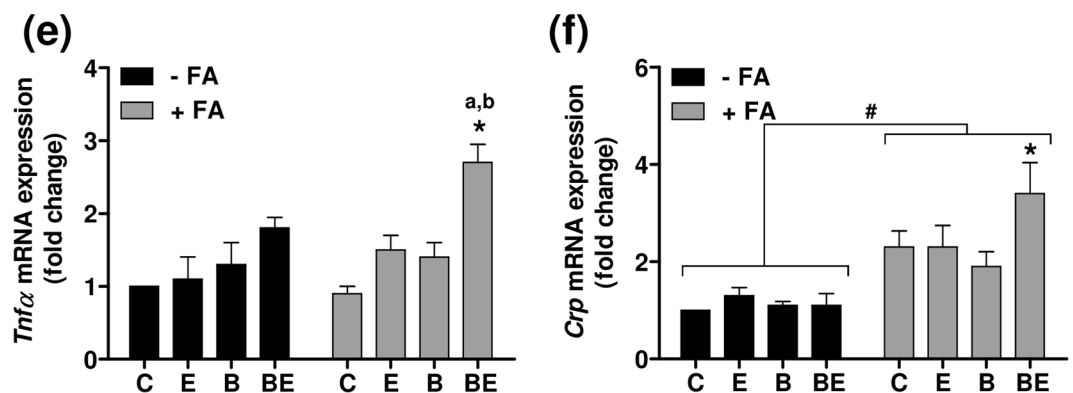 (e)
Tnfα mRNA expression
(fold change)
4
3
2
1
0
- FA
+ FA
a,b
*
C E B BE C E B BE
(f)
Crp mRNA expression
(fold change)
6
4
2
0
- FA
+ FA
#
*
C E B BE C E B BE